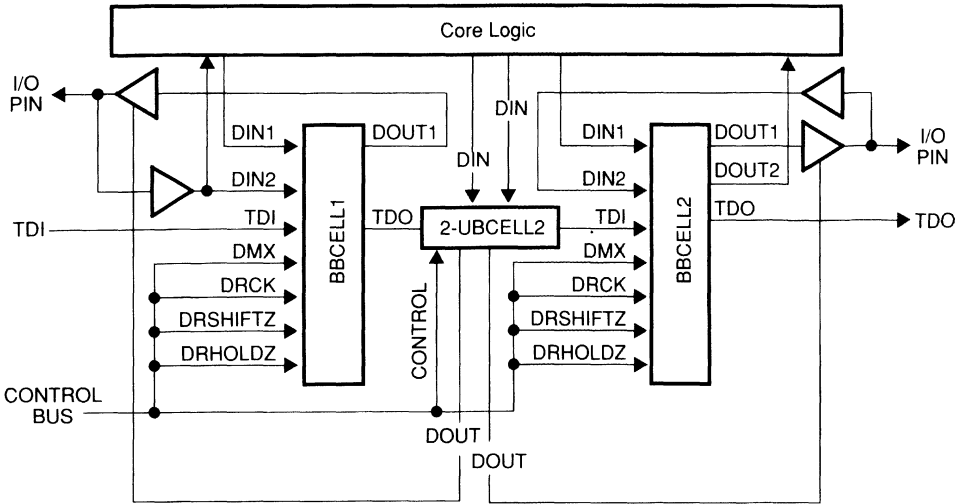 Core Logic
I/O
PIN
DIN1
DOUT1
DIN
DIN
DIN1
DOUT1
I/O
PIN
DIN2
DIN2
DOUT2
TDI
TDI
BBCELL1
TDO
2-UBCELL2
TDI
BBCELL2
TDO
TDO
DMX
DMX
DRCK
CONTROL
DRCK
DRSHIFTZ
DRSHIFTZ
DRHOLDZ
DRHOLDZ
CONTROL
BUS
DOUT
DOUT